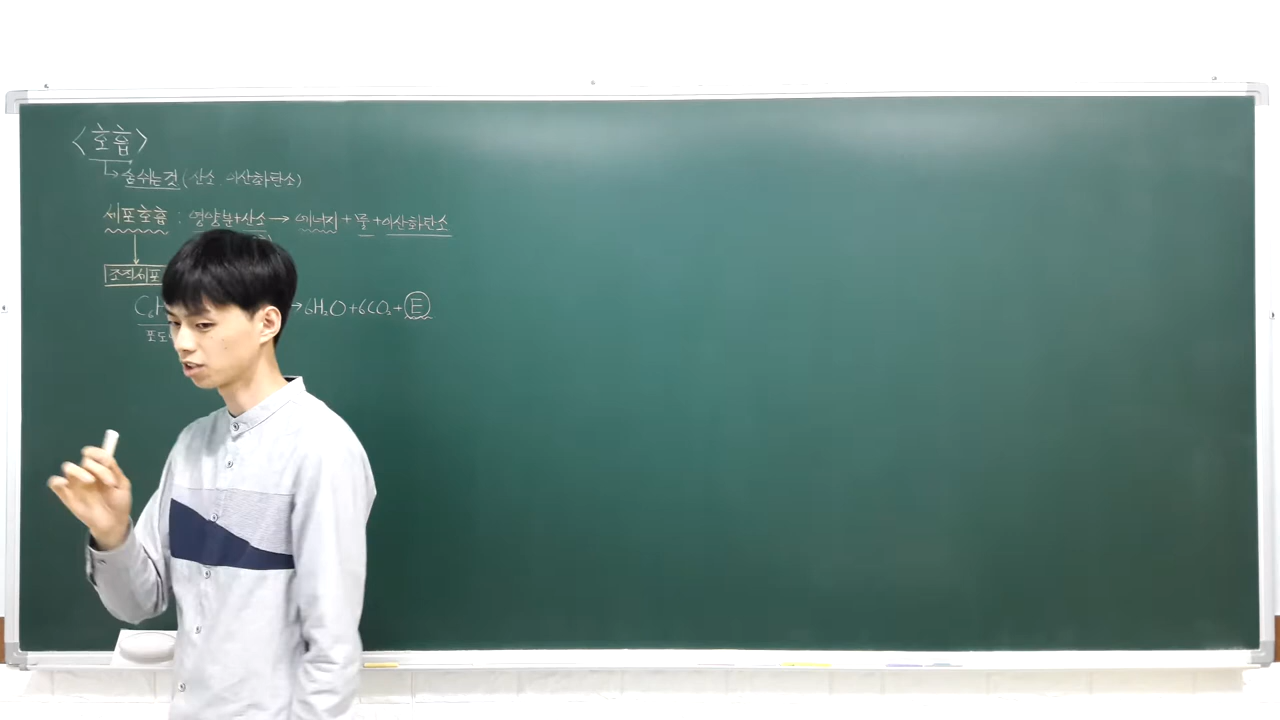 <호흡>
↳ 숨쉬는것 (산소, 이산화탄소)
세포호흡 : 영양분+산소 → 에너지 + 물 + 이산화탄소
조직세포
C₆H → 6H₂O + 6CO₂ + E